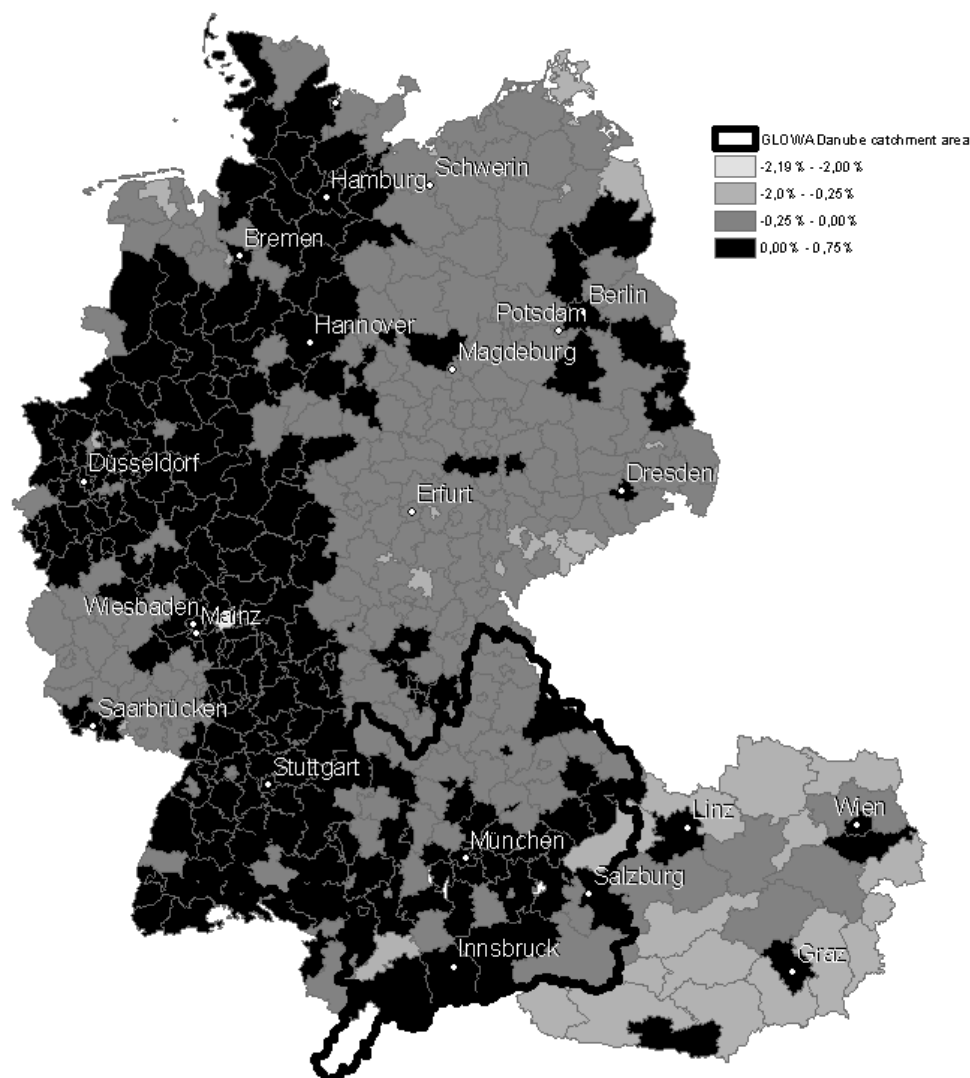 GLOWA Danube catchment area
-2,19 % - -2,00 %
-2,0% - -0,25 %
-0,25 % - 0,00 %
0,00 % - 0,75 %
Schwerin
Hamburg
Bremen
Berlin
Potsdam
Hannover
Magdeburg
Düsseldorf
Dresden
Erfurt
Wiesbaden
Mainz
Saarbrücken
Stuttgart
Linz
Wien
München
Salzburg
Innsbruck
Graz